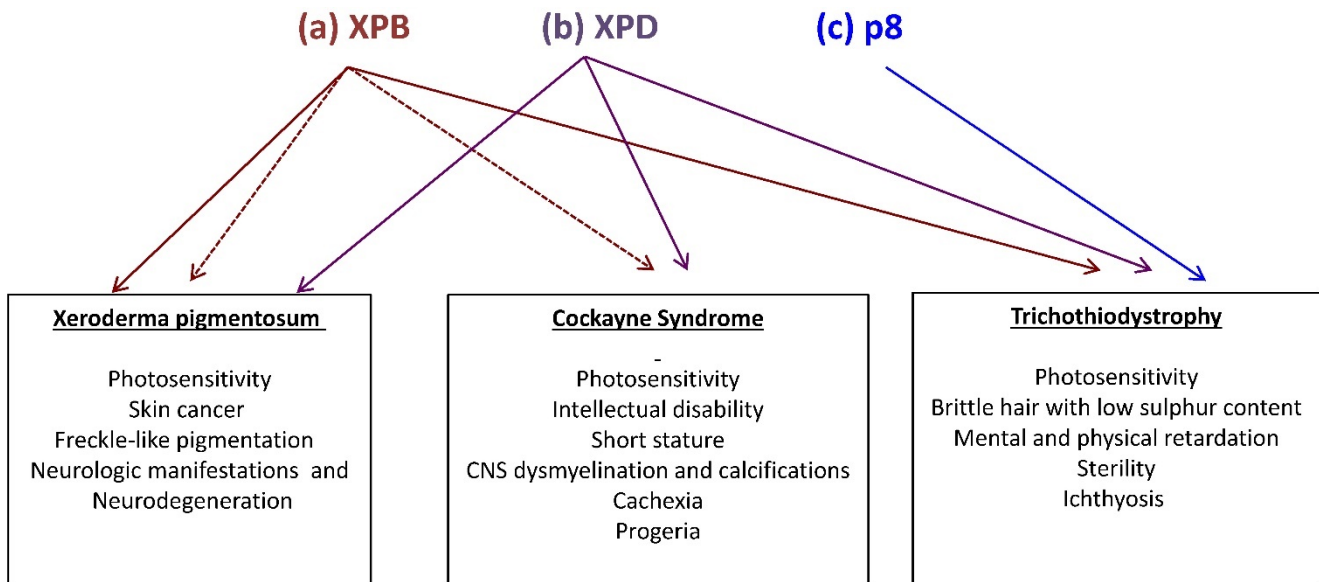 (a) XPB
(b) XPD
(c) p8
Xeroderma pigmentosum
Photosensitivity
Skin cancer
Freckle-like pigmentation
Neurologic manifestations and
Neurodegeneration
Cockayne Syndrome
-
Photosensitivity
Intellectual disability
Short stature
CNS dysmyelination and calcifications
Cachexia
Progeria
Trichothiodystrophy
Photosensitivity
Brittle hair with low sulphur content
Mental and physical retardation
Sterility
Ichthyosis